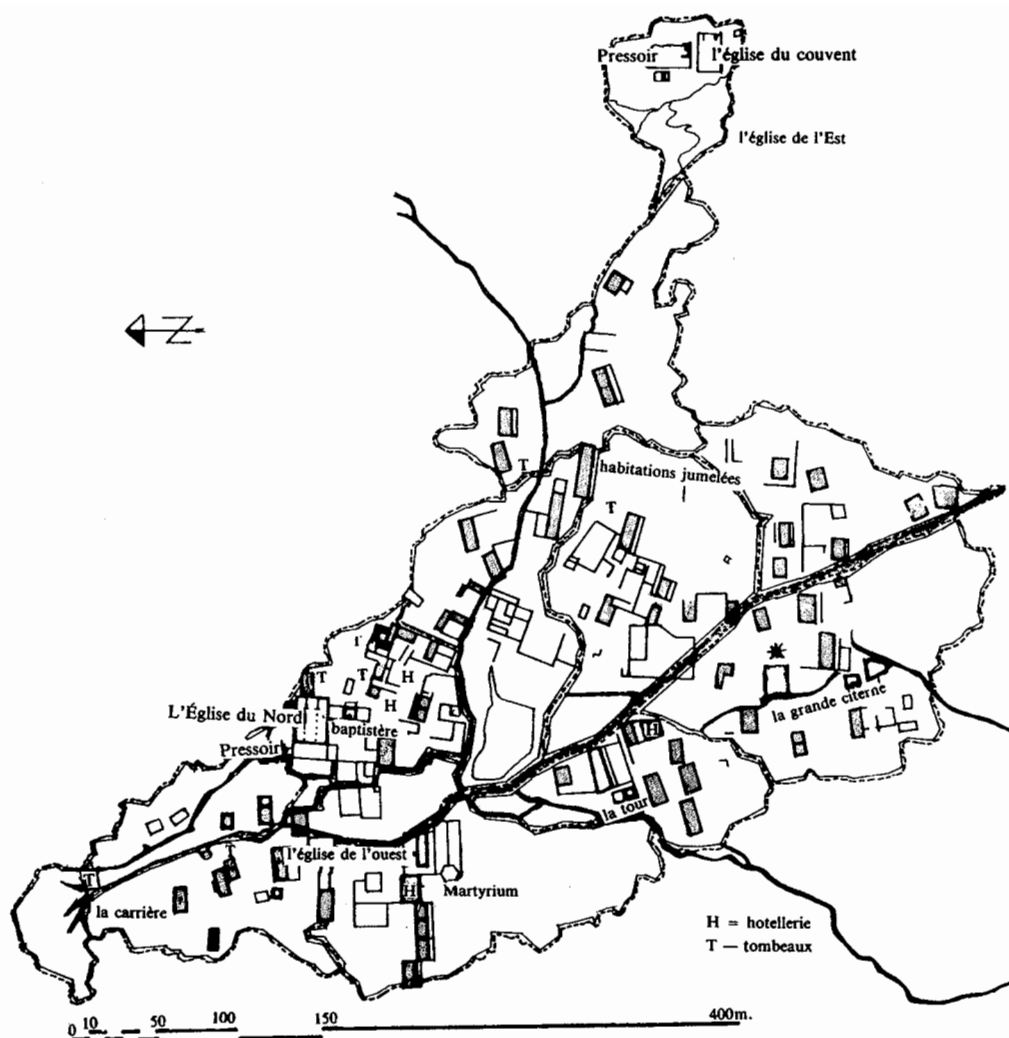 Pressoir
l'église du couvent
l'église de l'Est
Z
habitations jumelées
T
T
T
T
T
H
H
L'Église du Nord
baptistère
Pressoir
la grande citerne
H
la tour
l'église de l'ouest
T
T
H
Martyrium
la carrière
H = hotellerie
T — tombeaux
0 10 50 100 150 400m.